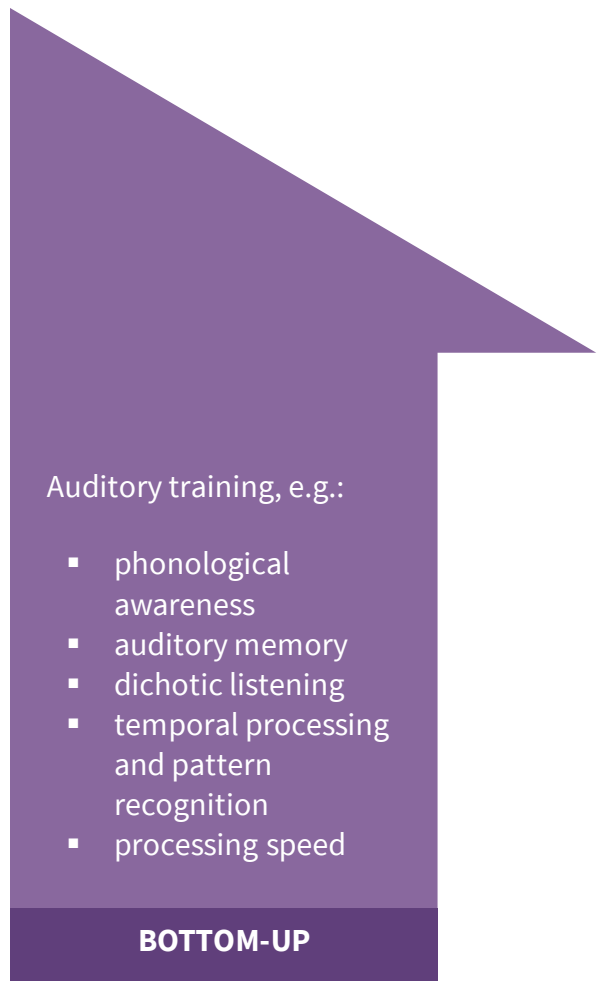 Auditory training, e.g.:
▪ phonological
awareness
▪ auditory memory
▪ dichotic listening
▪ temporal processing
and pattern
recognition
▪ processing speed
BOTTOM-UP